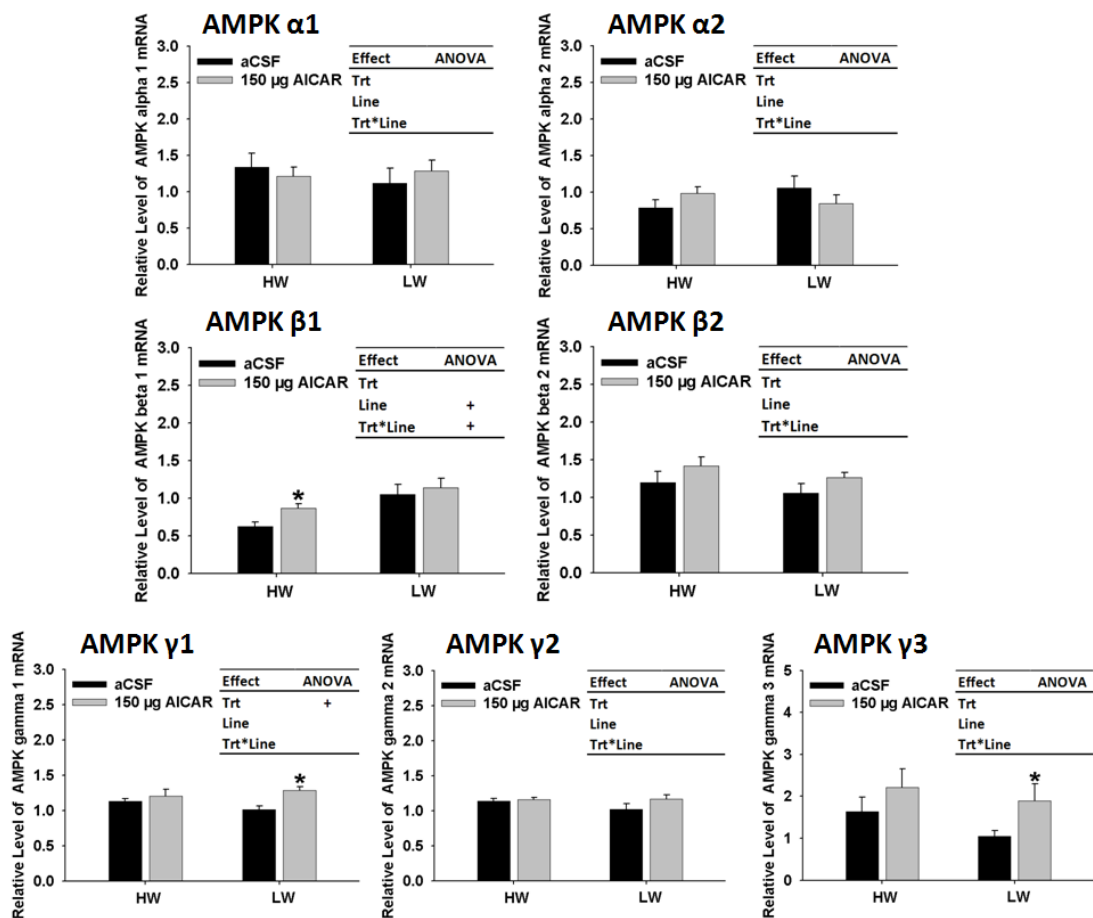 AMPK α1
Relative Level of AMPK alpha 1 mRNA
3.0
2.5
2.0
1.5
1.0
0.5
0.0
aCSF
150 µg AICAR
Effect ANOVA
Trt
Line
Trt*Line
HW LW
AMPK α2
Relative Level of AMPK alpha 2 mRNA
3.0
2.5
2.0
1.5
1.0
0.5
0.0
aCSF
150 µg AICAR
Effect ANOVA
Trt
Line
Trt*Line
HW LW
AMPK β1
Relative Level of AMPK beta 1 mRNA
3.0
2.5
2.0
1.5
1.0
0.5
0.0
aCSF
150 µg AICAR
Effect ANOVA
Trt
Line +
Trt*Line +
*
HW LW
AMPK β2
Relative Level of AMPK beta 2 mRNA
3.0
2.5
2.0
1.5
1.0
0.5
0.0
aCSF
150 µg AICAR
Effect ANOVA
Trt
Line
Trt*Line
HW LW
AMPK γ1
Relative Level of AMPK gamma 1 mRNA
3.0
2.5
2.0
1.5
1.0
0.5
0.0
aCSF
150 µg AICAR
Effect ANOVA
Trt +
Line
Trt*Line
*
HW LW
AMPK γ2
Relative Level of AMPK gamma 2 mRNA
3.0
2.5
2.0
1.5
1.0
0.5
0.0
aCSF
150 µg AICAR
Effect ANOVA
Trt
Line
Trt*Line
HW LW
AMPK γ3
Relative Level of AMPK gamma 3 mRNA
5
4
3
2
1
0
aCSF
150 µg AICAR
Effect ANOVA
Trt
Line
Trt*Line
*
HW LW